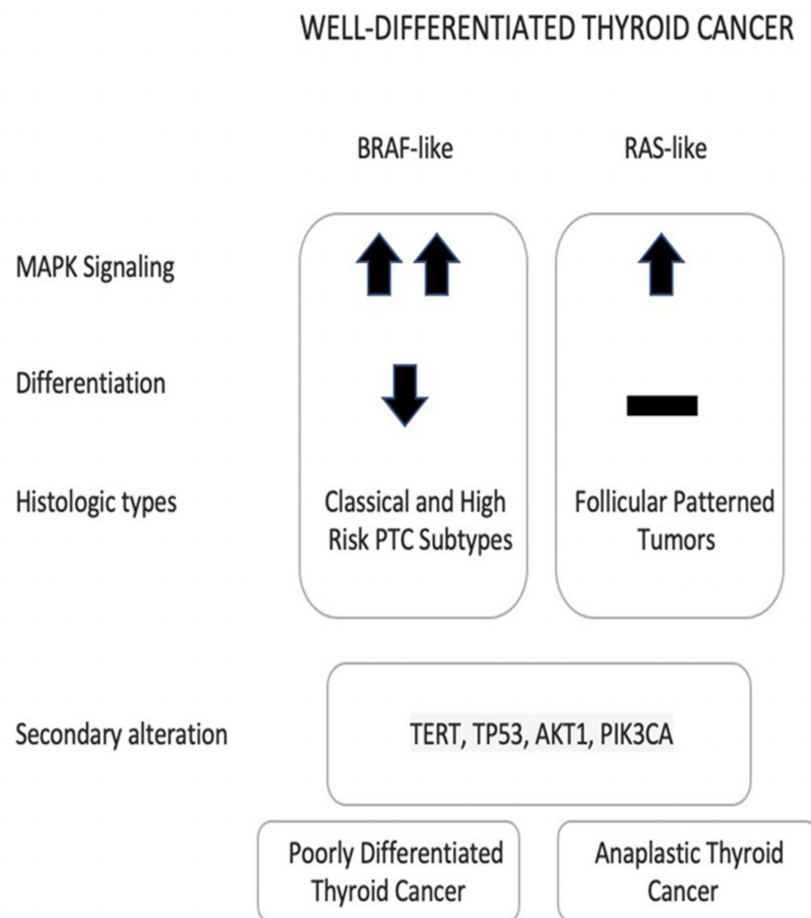 WELL-DIFFERENTIATED THYROID CANCER
BRAF-like
RAS-like
MAPK Signaling
Differentiation
Histologic types
Classical and High
Risk PTC Subtypes
Follicular Patterned
Tumors
Secondary alteration
TERT, TP53, AKT1, PIK3CA
Poorly Differentiated
Thyroid Cancer
Anaplastic Thyroid
Cancer